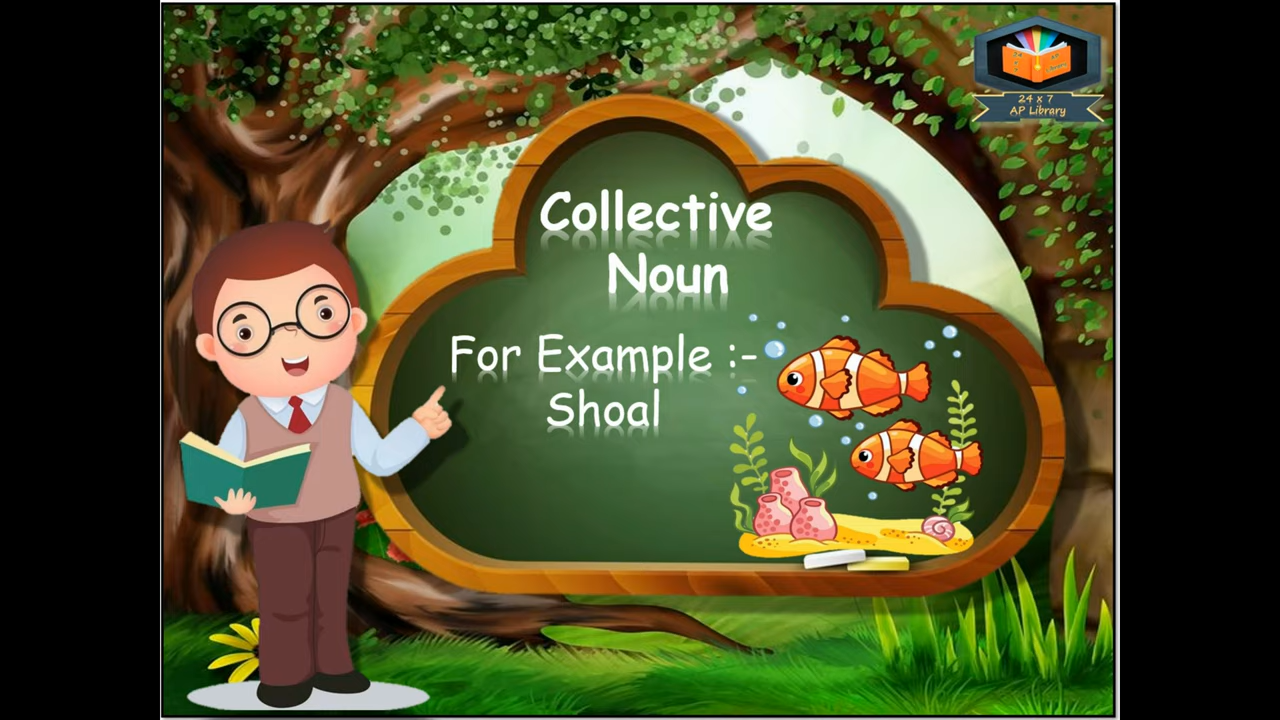 24 x 7
AP Library
Collective
Noun
For Example :-
Shoal